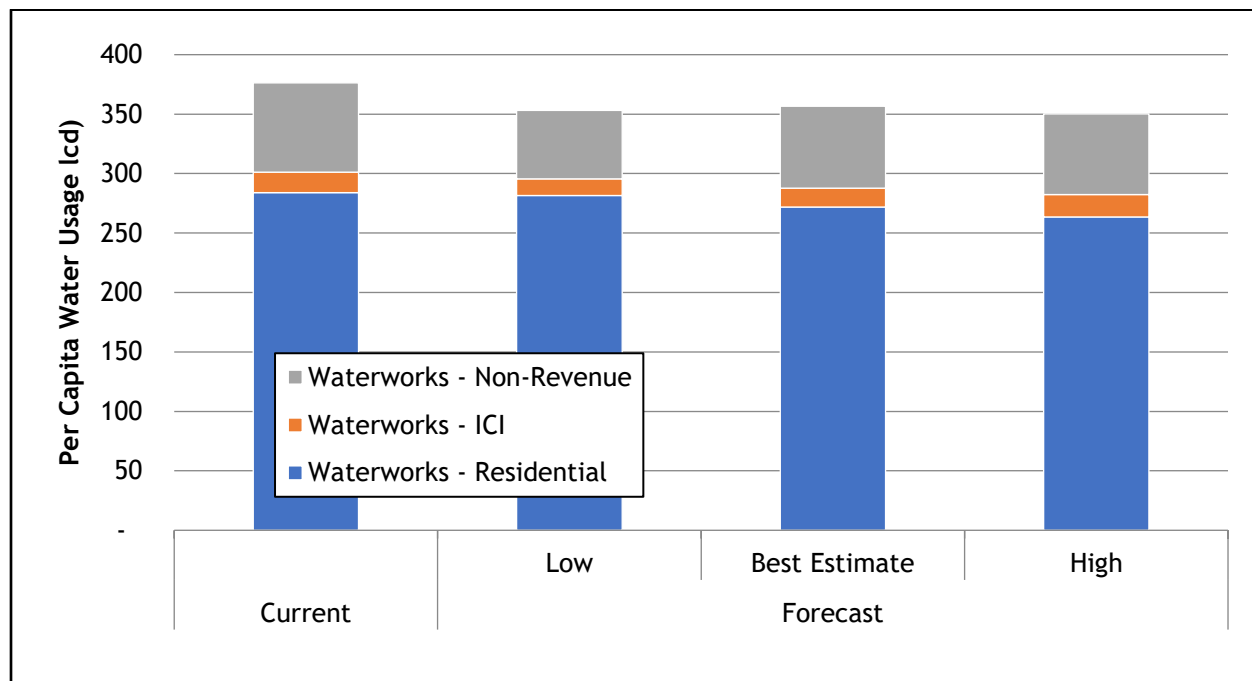 400
350
300
250
200
150
100
50
-
Per Capita Water Usage lcd)
Waterworks - Non-Revenue
Waterworks - ICI
Waterworks - Residential
Low
Best Estimate
High
Current
Forecast